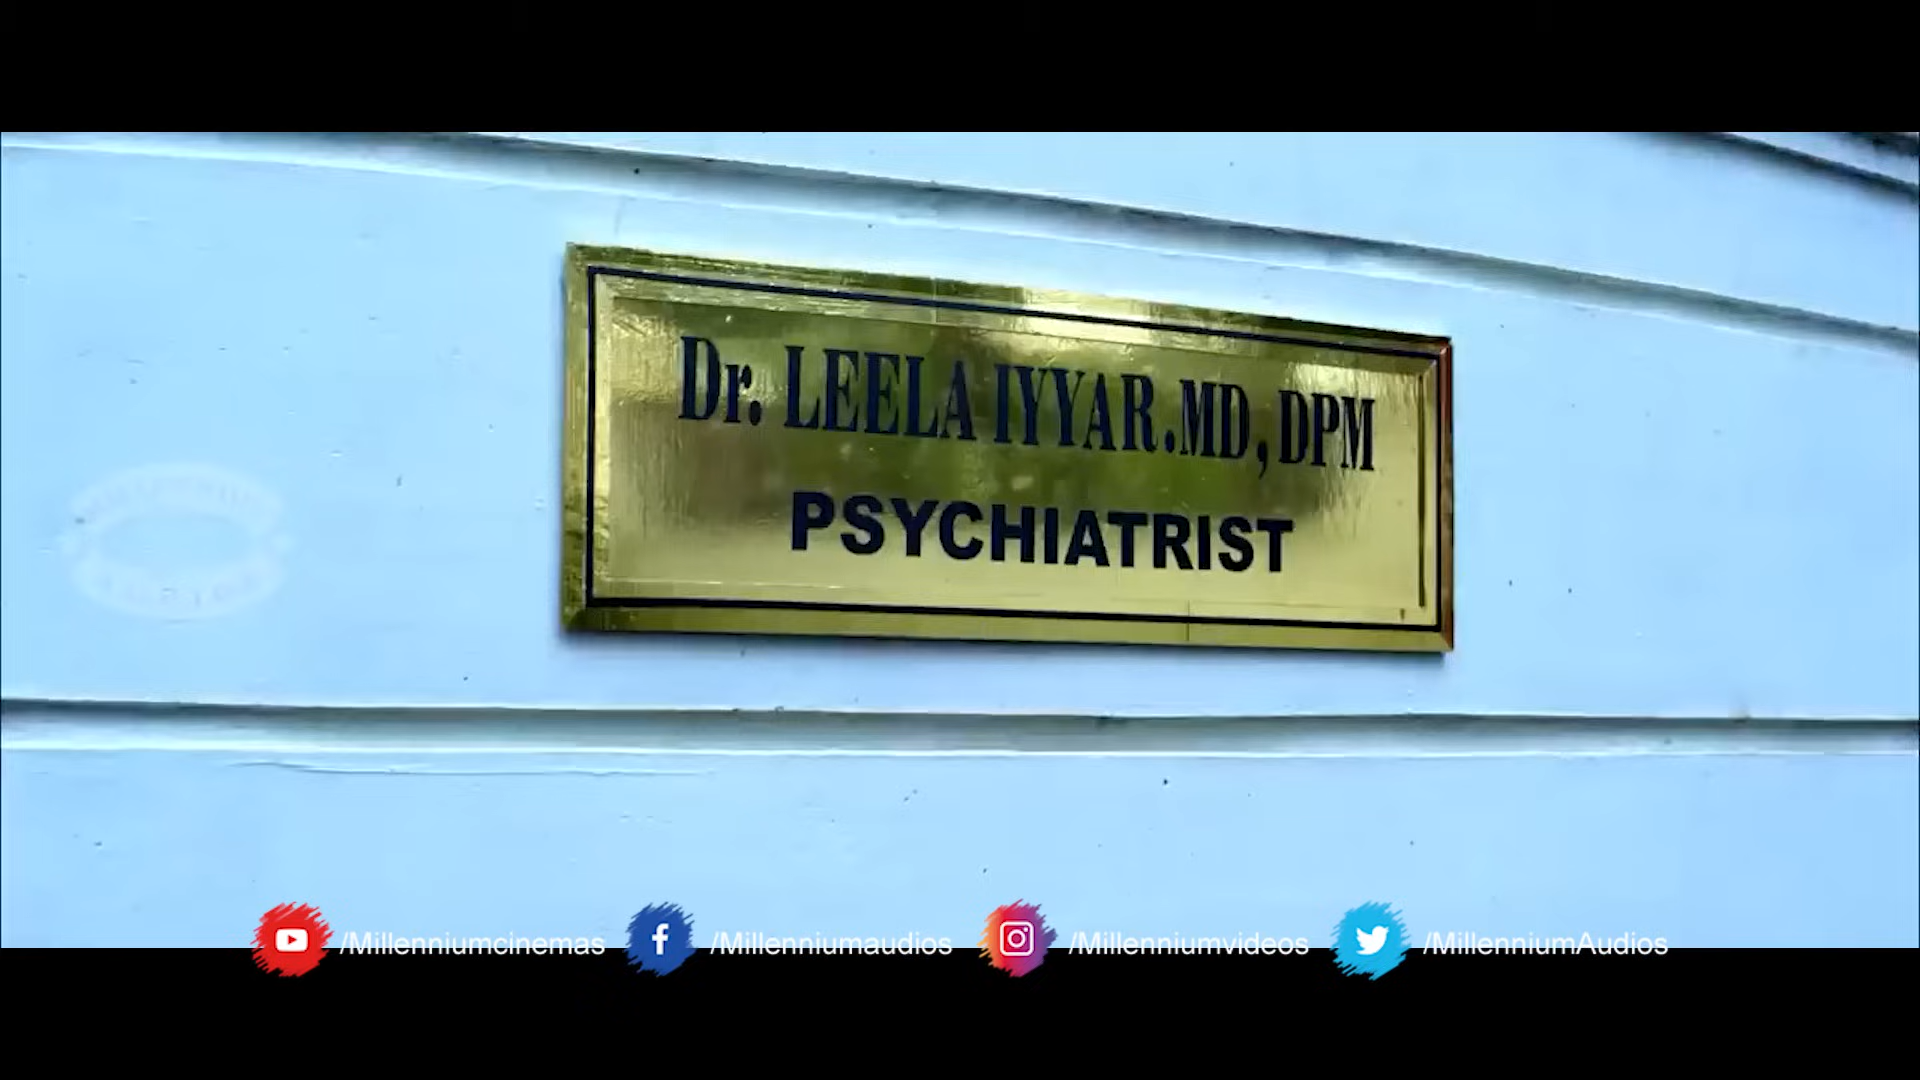 Dr. LEELA IYYAR.MD, DPM
PSYCHIATRIST
/Millenniumcinemas /Millenniumaudios /Millenniumvideos /MillenniumAudios